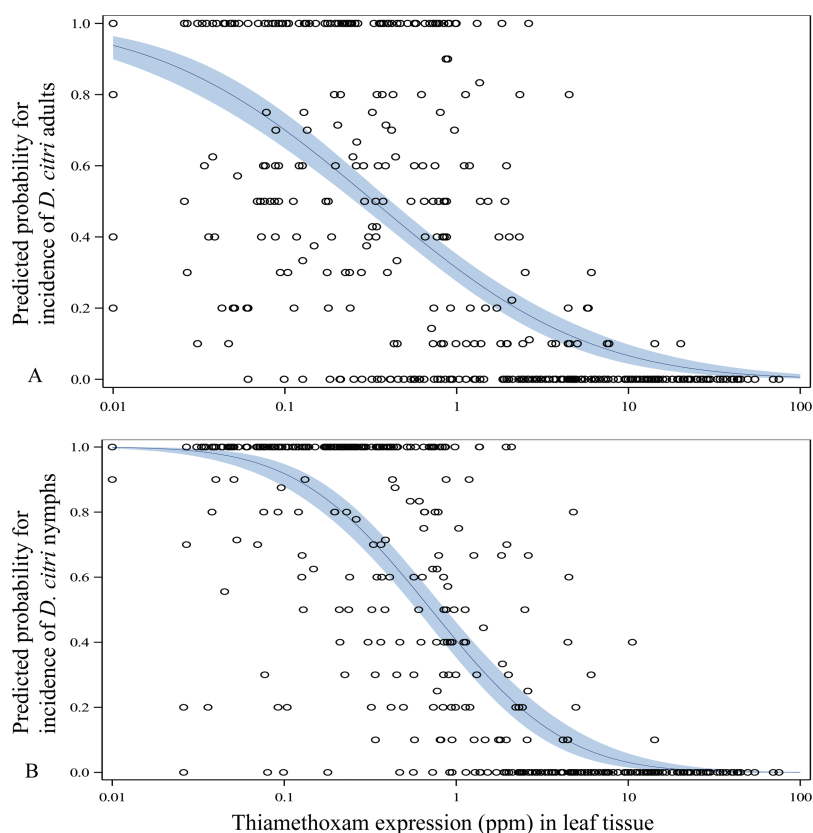 Predicted probability for
incidence of D. citri adults
1.0
0.8
0.6
0.4
0.2
0.0
A
0.01 0.1 1 10 100
Predicted probability for
incidence of D. citri nymphs
1.0
0.8
0.6
0.4
0.2
0.0
B
0.01 0.1 1 10 100
Thiamethoxam expression (ppm) in leaf tissue